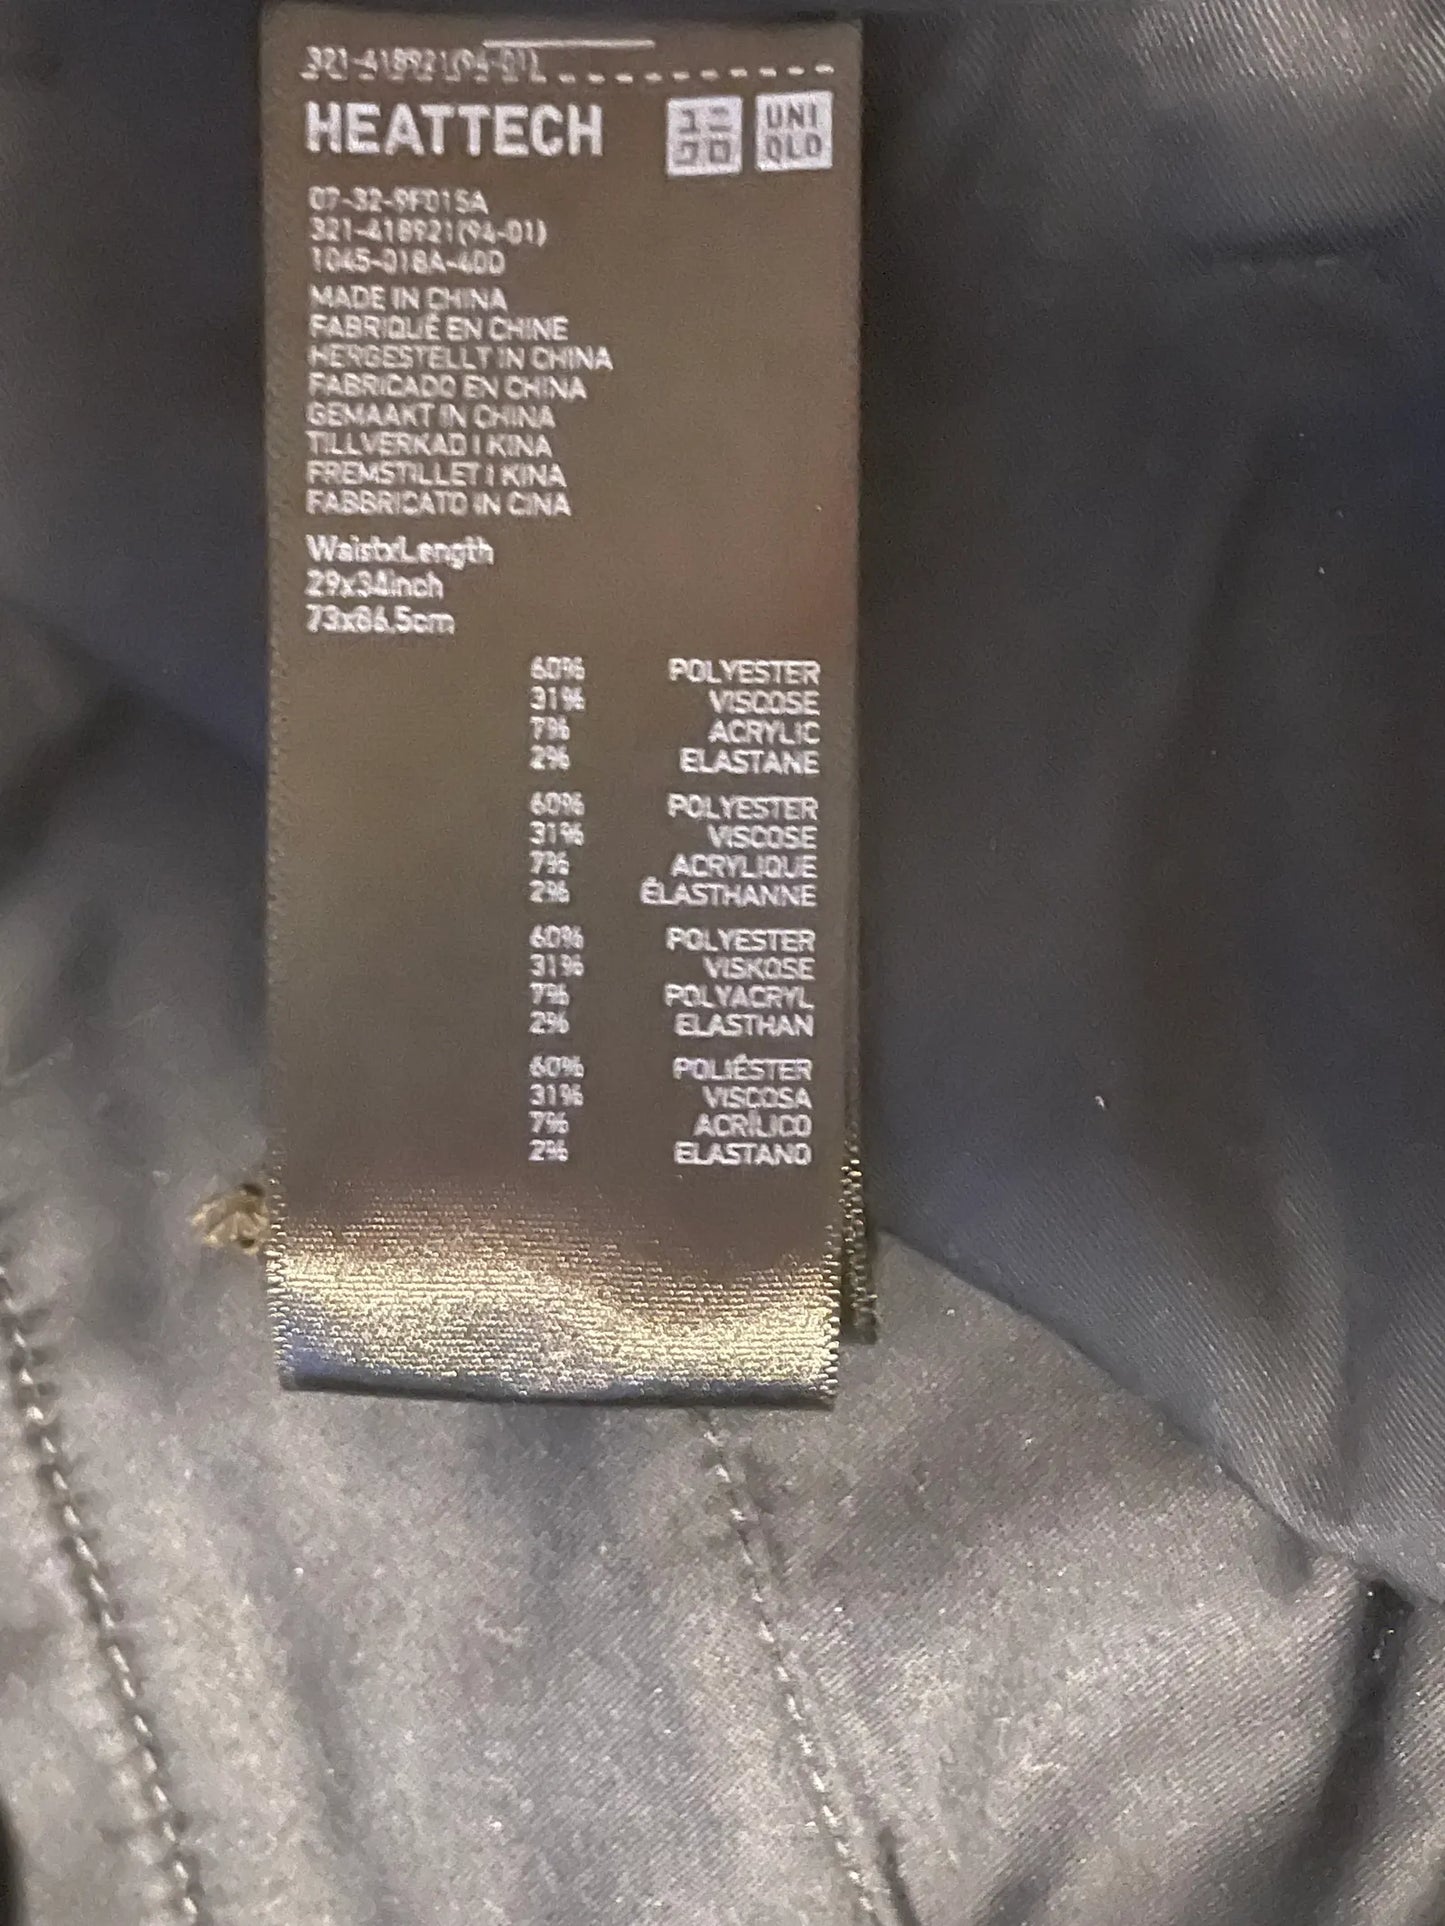 321-418921(94-01)
HEATTECH
ユニ
クロ
UNI
QLO
07-32-9F015A
321-418921(94-01)
1045-018A-40D
MADE IN CHINA
FABRIQUÉ EN CHINE
HERGESTELLT IN CHINA
FABRICADO EN CHINA
GEMAAKT IN CHINA
TILLVERKAD I KINA
FREMSTILLET I KINA
FABBRICATO IN CINA
WaistxLength
29x34inch
73x86.5cm
60% POLYESTER
31% VISCOSE
7% ACRYLIC
2% ELASTANE
60% POLYESTER
31% VISCOSE
7% ACRYLIQUE
2% ÉLASTHANNE
60% POLYESTER
31% VISKOSE
7% POLYACRYL
2% ELASTHAN
60% POLIÉSTER
31% VISCOSA
7% ACRÍLICO
2% ELASTANO